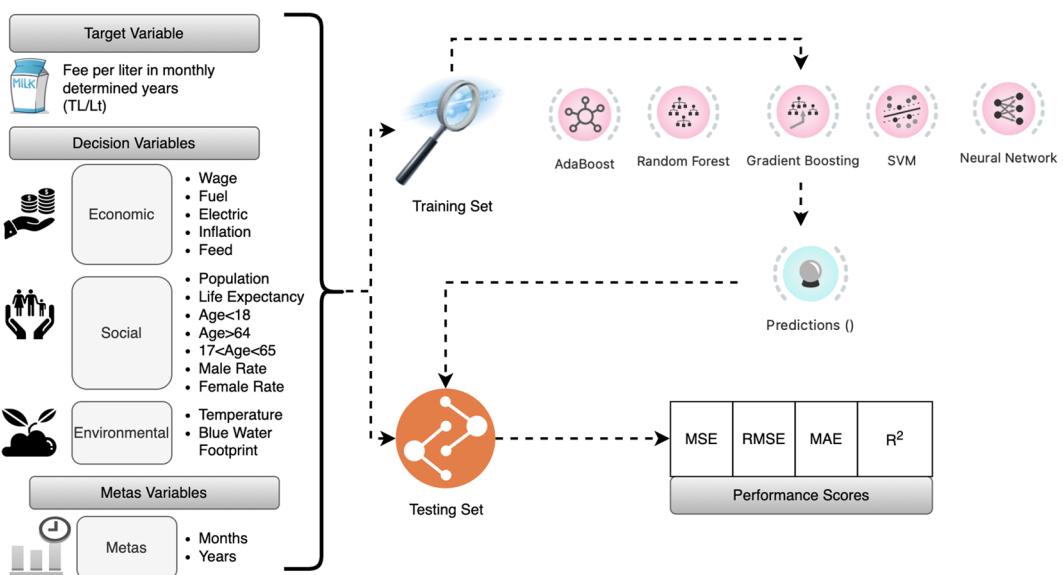 Target Variable
MILK
Fee per liter in monthly
determined years
(TL/Lt)
Decision Variables
Economic
• Wage
• Fuel
• Electric
• Inflation
• Feed
Social
• Population
• Life Expectancy
• Age<18
• Age>64
• 17<Age<65
• Male Rate
• Female Rate
Environmental
• Temperature
• Blue Water
Footprint
Metas Variables
Metas
• Months
• Years
Training Set
AdaBoost
Random Forest
Gradient Boosting
SVM
Neural Network
Predictions ()
Testing Set
MSE
RMSE
MAE
R²
Performance Scores